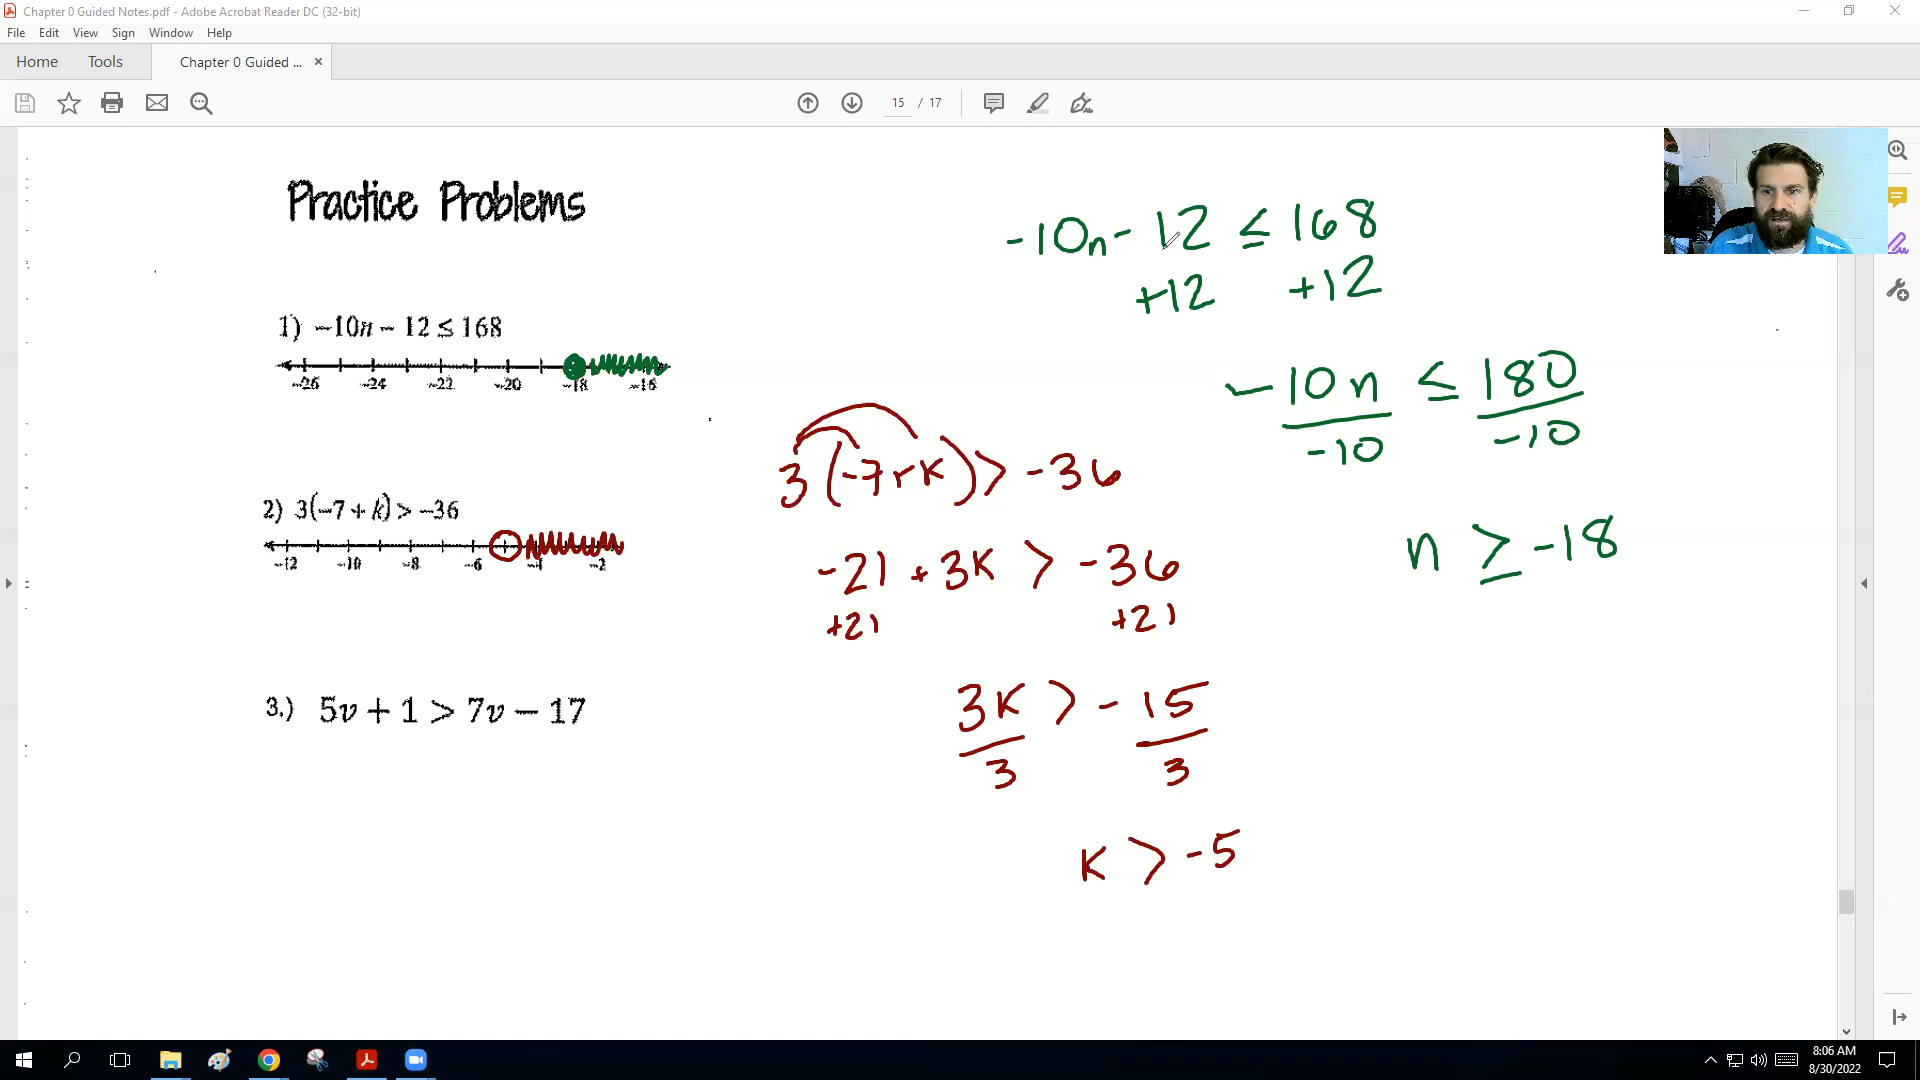 Chapter 0 Guided Notes.pdf - Adobe Acrobat Reader DC (32-bit)
File Edit View Sign Window Help
Home Tools Chapter 0 Guided ... ×
15 / 17
Practice Problems
-10n - 12 ≤ 168
+12 +12
1) -10n - 12 ≤ 168
-26 -24 -22 -20 -18 -16
-10n ≤ 180
-10 -10
n ≥ -18
2) 3(-7 + k) > -36
-12 -10 -8 -6 -4 -2
3(-7+K) > -36
-21 + 3K > -36
+21 +21
3K > -15
3 3
K > -5
3.) 5v + 1 > 7v - 17
8:06 AM
8/30/2022